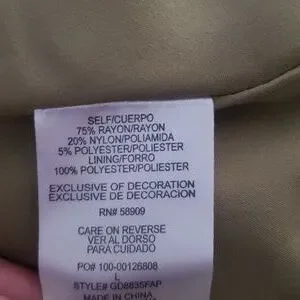 SELF/CUERPO
75% RAYON/RAYON
20% NYLON/POLIAMIDA
5% POLYESTER/POLIESTER
LINING/FORRO
100% POLYESTER/POLIESTER
EXCLUSIVE OF DECORATION
EXCLUSIVE DE DECORACION
RN# 58909
CARE ON REVERSE
VER AL DORSO
PARA CUIDADO
PO# 100-00126808
L
STYLE# GD8835FAP
MADE IN CHINA